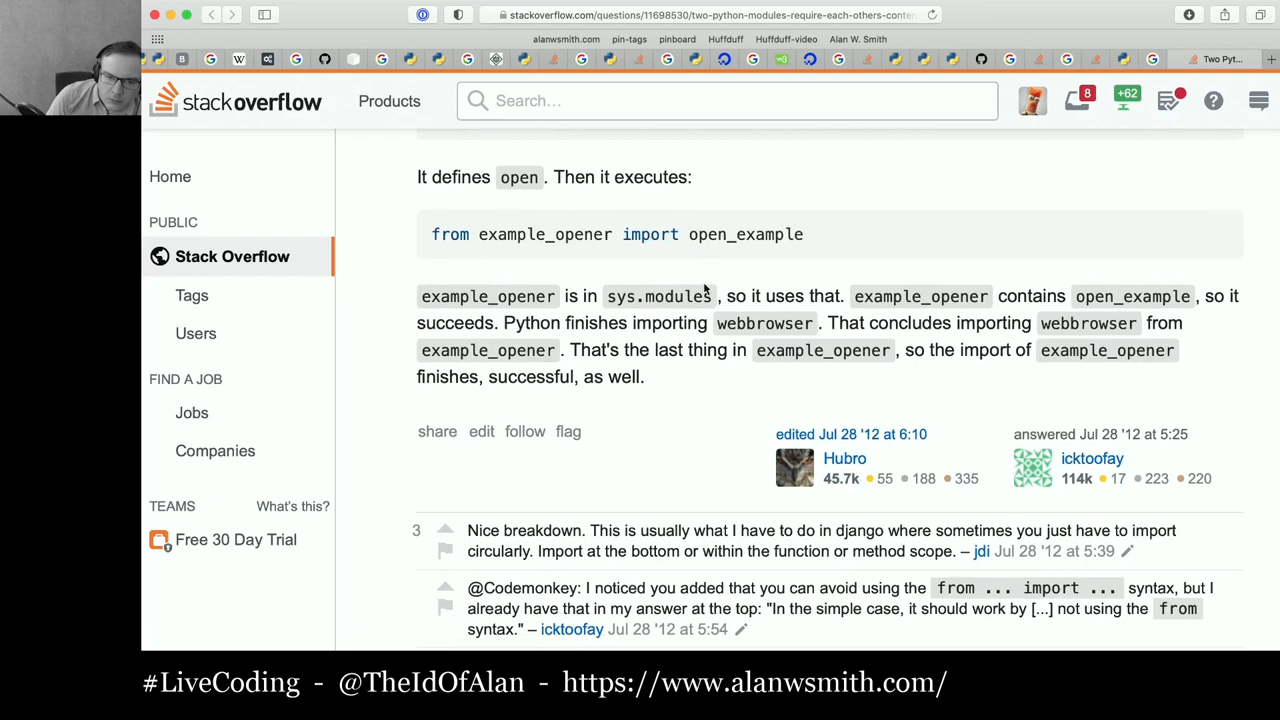 stackoverflow.com/questions/11698530/two-python-modules-require-each-others-conten
alanwsmith.com pin-tags pinboard Huffduff Huffduff-video Alan W. Smith
Two Pyt...
stackoverflow Products Search... 8 +62
Home
PUBLIC
Stack Overflow
Tags
Users
FIND A JOB
Jobs
Companies
TEAMS What's this?
Free 30 Day Trial
It defines open . Then it executes:
from example_opener import open_example
example_opener is in sys.modules , so it uses that. example_opener contains open_example , so it
succeeds. Python finishes importing webbrowser . That concludes importing webbrowser from
example_opener . That's the last thing in example_opener , so the import of example_opener
finishes, successful, as well.
share edit follow flag
edited Jul 28 '12 at 6:10
Hubro
45.7k 55 188 335
answered Jul 28 '12 at 5:25
icktoofay
114k 17 223 220
3 Nice breakdown. This is usually what I have to do in django where sometimes you just have to import
circularly. Import at the bottom or within the function or method scope. – jdi Jul 28 '12 at 5:39
@Codemonkey: I noticed you added that you can avoid using the from ... import ... syntax, but I
already have that in my answer at the top: "In the simple case, it should work by [...] not using the from
syntax." – icktoofay Jul 28 '12 at 5:54
#LiveCoding - @TheIdOfAlan - https://www.alanwsmith.com/